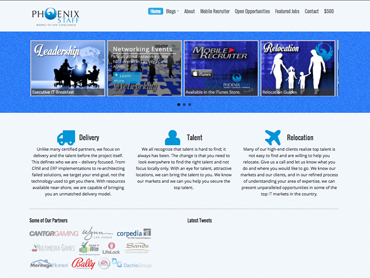 PHOENIX
STAFF
Home Blogs About Mobile Recruiter Open Opportunities Featured Jobs Contact $500
Leadership
Executive IT Breakfast
Networking Events
Learn More
MOBILE RECRUITER
iTunes
Available in the iTunes Store
Relocation
Relocation Guides
Delivery
Unlike many certified partners, we focus on
delivery and the talent before the project itself.
This defines who we are - delivery focused. From
CRM and ERP implementations to re-architecting
failed solutions, we target your end goal, not the
technology used to get you there. With resources
available near-shore, we are capable of bringing
you an unmatched delivery model.
Talent
We all recognize that talent is hard to find; it
always has been. The change is that you need to
look everywhere to find the right talent and not
focus locally only. With an eye for talent, attractive
locations, we can bring the talent to you. We know
our markets and we can help you secure the top
talent.
Relocation
Many of our high-end clients realize top talent is
not easy to find and are willing to help you
relocate. Give us a call and let us know what you
do and where you would like to go. We know our
markets and our clients, and in our refined process
of understanding your area of expertise, we can
present unparalleled opportunities in some of the
top IT markets in the country.
Some of Our Partners
Latest Tweets
CANTOR GAMING
Wynn
LAS VEGAS
corpedia
MULTIMEDIA GAMES
LifeLock
Sands
Meritage Homes
Bally
EA
Dachis Group